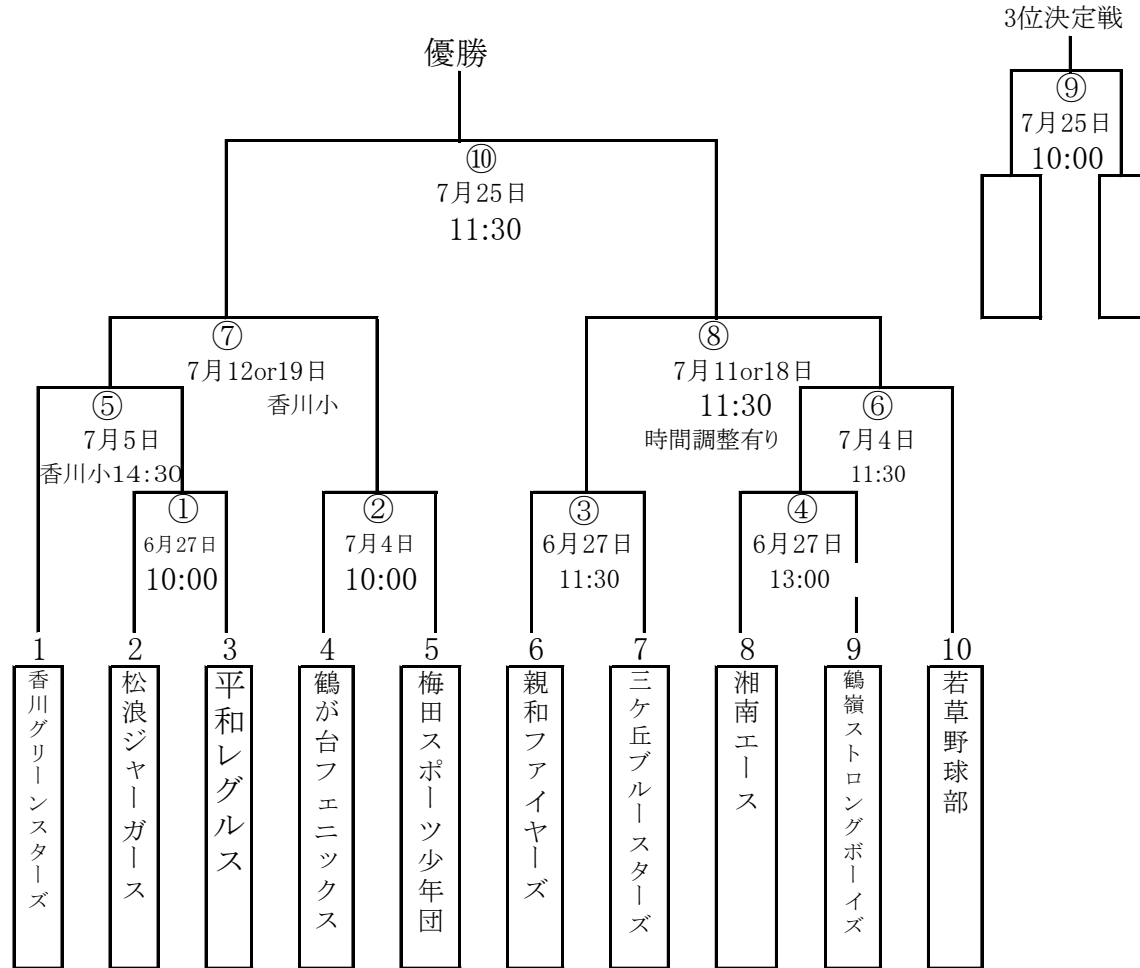 3位決定戦
⑨
7月25日
10:00
優勝
⑩
7月25日
11:30
⑦
7月12or19日
香川小
⑧
7月11or18日
11:30
時間調整有り
⑤
7月5日
香川小14:30
⑥
7月4日
11:30
①
6月27日
10:00
②
7月4日
10:00
③
6月27日
11:30
④
6月27日
13:00
1
香川グリーンスターズ
2
松浪ジャーガース
3
平和レグルス
4
鶴が台フェニックス
5
梅田スポーツ少年団
6
親和ファイヤーズ
7
三ケ丘ブルースターズ
8
湘南エース
9
鶴嶺ストロングボーイズ
10
若草野球部